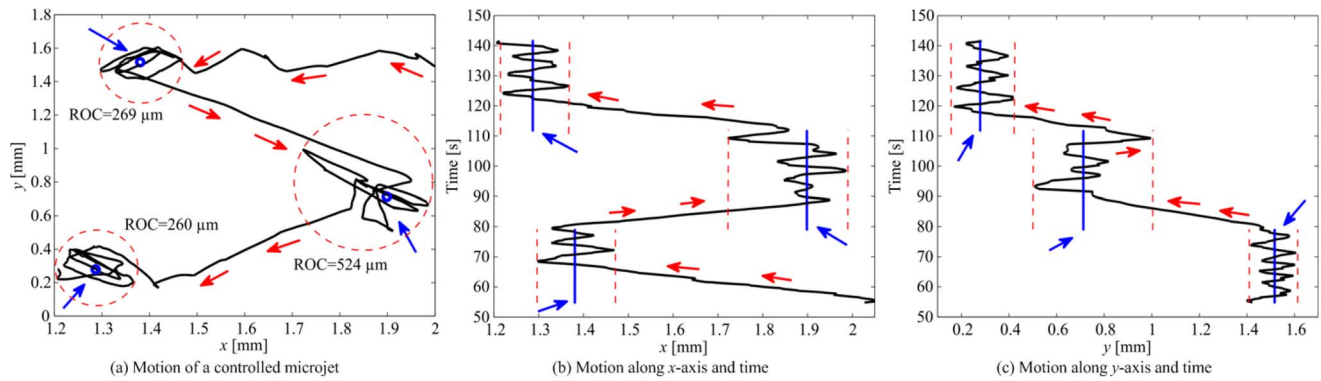 1.8
1.6
1.4
1.2
1
0.8
0.6
0.4
0.2
0
y [mm]
ROC=269 µm
ROC=260 µm
ROC=524 µm
1.2 1.3 1.4 1.5 1.6 1.7 1.8 1.9 2
x [mm]
(a) Motion of a controlled microjet
150
140
130
120
110
100
90
80
70
60
50
Time [s]
1.2 1.3 1.4 1.5 1.6 1.7 1.8 1.9 2
x [mm]
(b) Motion along x-axis and time
150
140
130
120
110
100
90
80
70
60
50
Time [s]
0.2 0.4 0.6 0.8 1 1.2 1.4 1.6
y [mm]
(c) Motion along y-axis and time